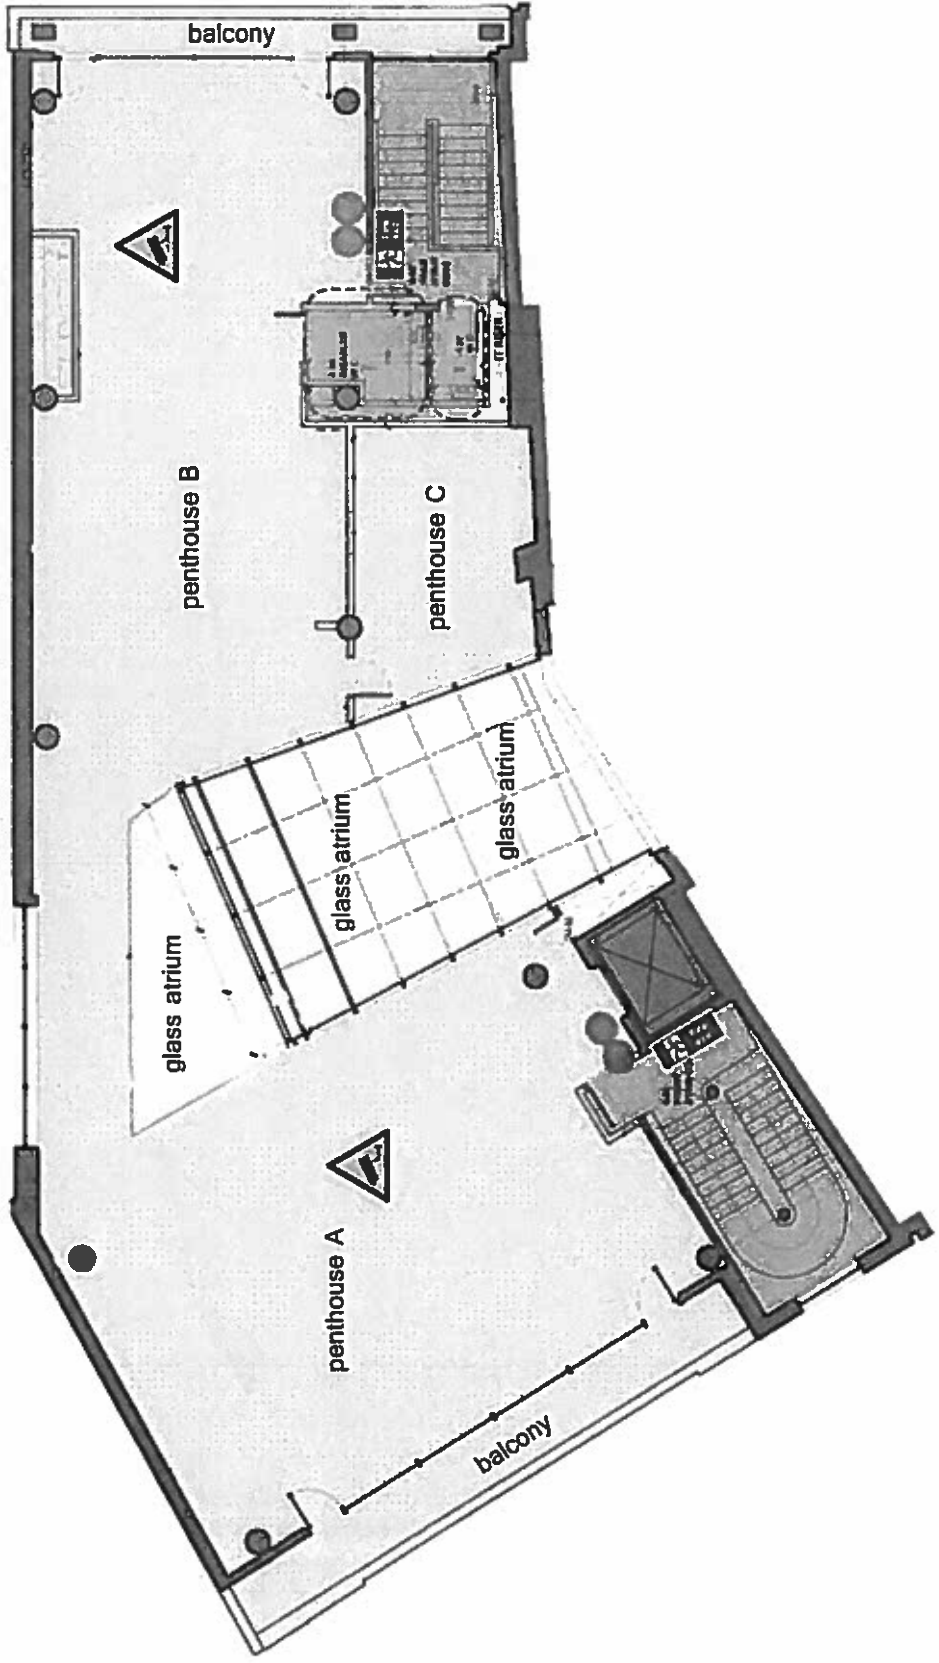 balcony
penthouse B
penthouse C
glass atrium
glass atrium
glass atrium
penthouse A
balcony